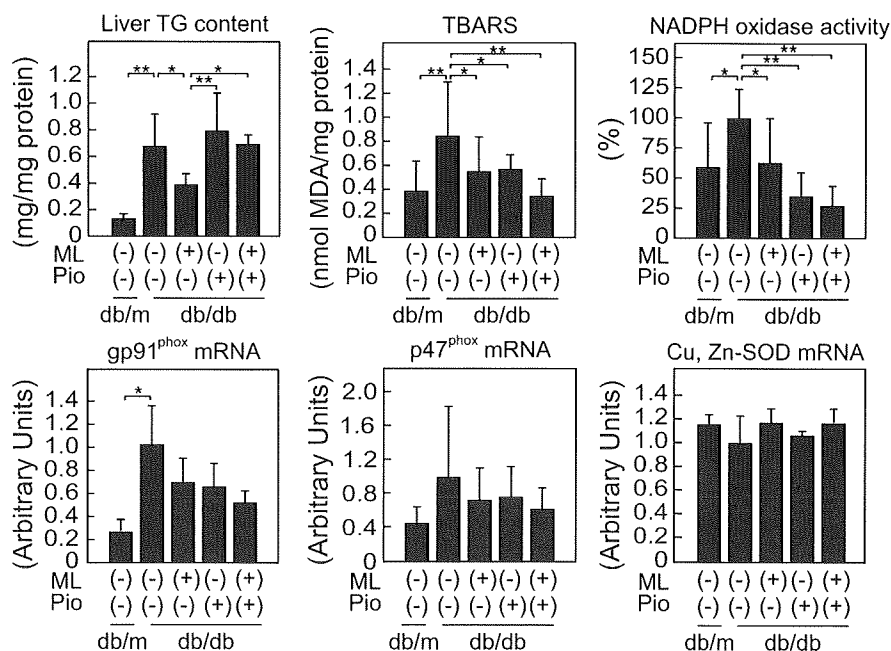 Liver TG content
TBARS
NADPH oxidase activity
(mg/mg protein)
1.2
1.0
0.8
0.6
0.4
0.2
0
** * * **
(nmol MDA/mg protein)
1.4
1.2
1.0
0.8
0.6
0.4
0.2
0
** * * **
(%)
150
125
100
75
50
25
0
* * ** **
ML (-) (-) (+) (-) (+)
Pio (-) (-) (-) (+) (+)
db/m db/db
ML (-) (-) (+) (-) (+)
Pio (-) (-) (-) (+) (+)
db/m db/db
ML (-) (-) (+) (-) (+)
Pio (-) (-) (-) (+) (+)
db/m db/db
gp91phox mRNA
p47phox mRNA
Cu, Zn-SOD mRNA
(Arbitrary Units)
1.4
1.2
1.0
0.8
0.6
0.4
0.2
0
*
(Arbitrary Units)
2.0
1.6
1.2
0.8
0.4
0
(Arbitrary Units)
1.4
1.2
1.0
0.8
0.6
0.4
0.2
0
ML (-) (-) (+) (-) (+)
Pio (-) (-) (-) (+) (+)
db/m db/db
ML (-) (-) (+) (-) (+)
Pio (-) (-) (-) (+) (+)
db/m db/db
ML (-) (-) (+) (-) (+)
Pio (-) (-) (-) (+) (+)
db/m db/db